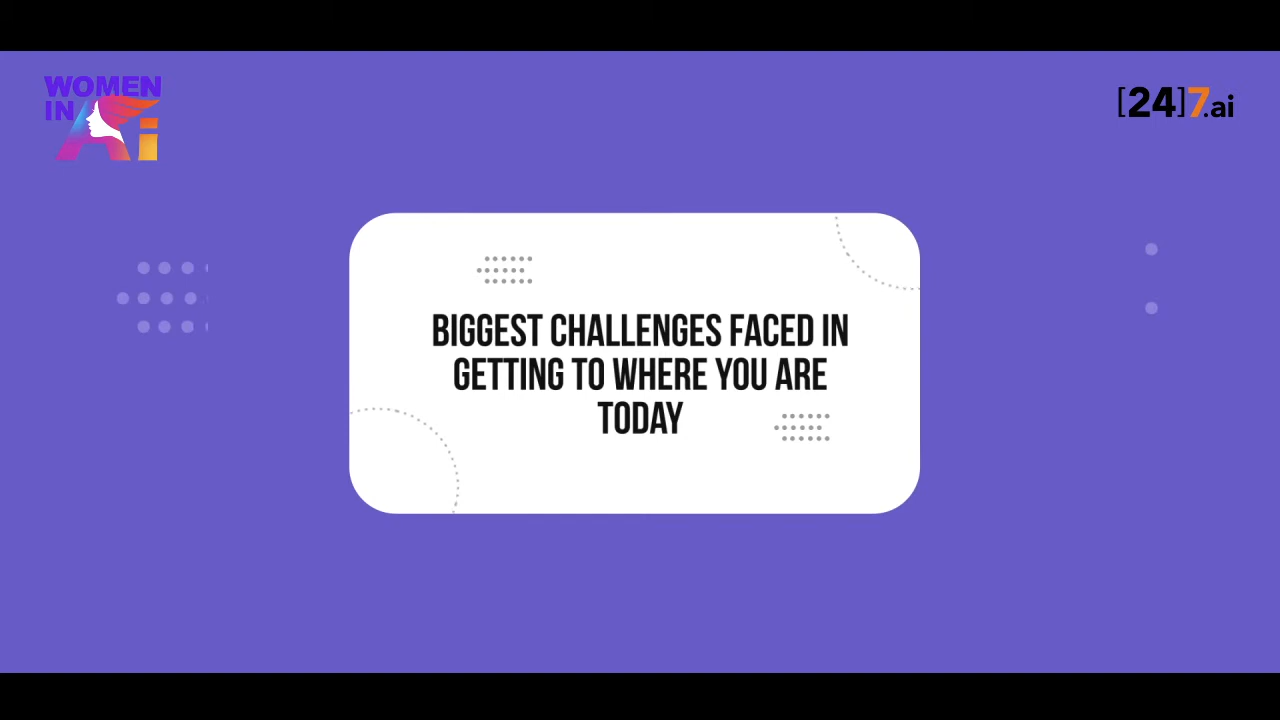 WOMEN
IN
Ai
[24]7.ai
BIGGEST CHALLENGES FACED IN
GETTING TO WHERE YOU ARE
TODAY